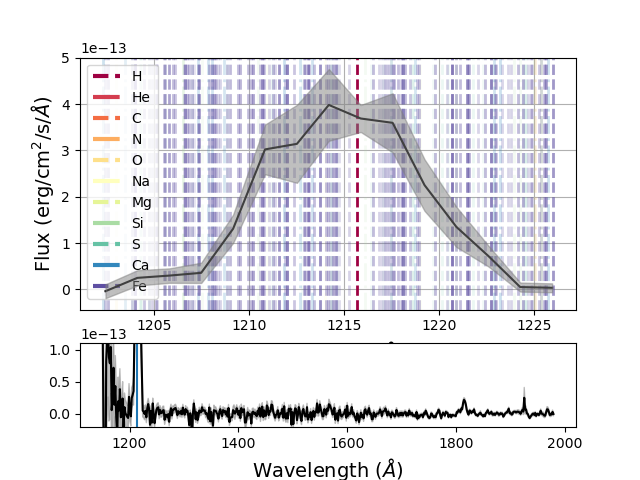 1e−13
Flux (erg/cm²/s/Å)
5
4
3
2
1
0
H
He
C
N
O
Na
Mg
Si
S
Ca
Fe
1205 1210 1215 1220 1225
1e−13
1.0
0.5
0.0
1200 1400 1600 1800 2000
Wavelength (Å)